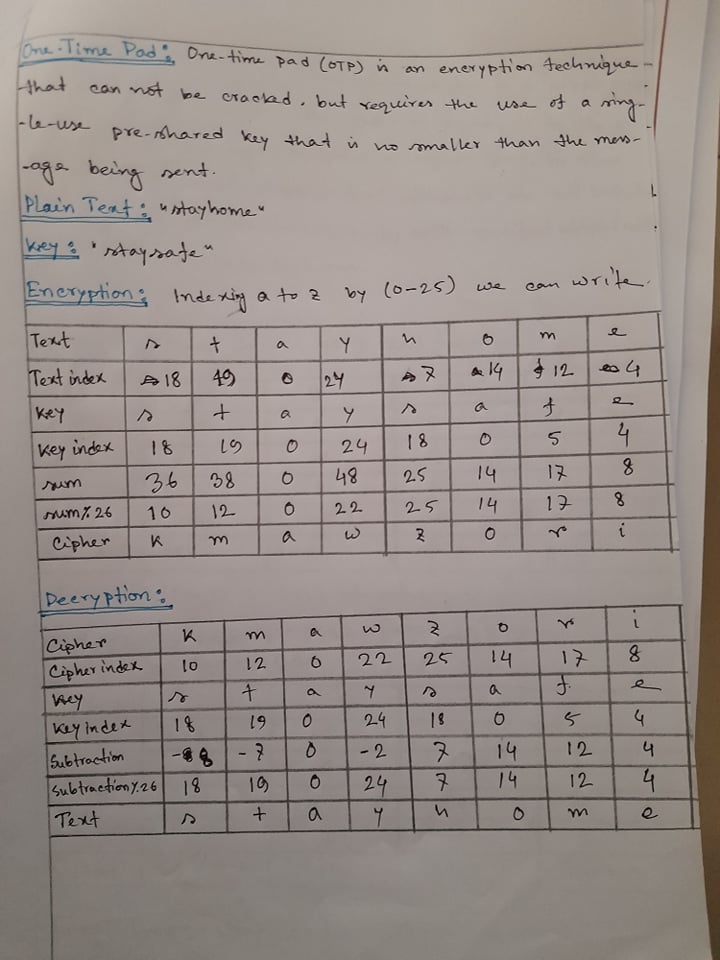 One-Time Pad: One-time pad (OTP) is an encryption technique
that can not be cracked, but requires the use of a sing-
-le-use pre-shared key that is no smaller than the mess-
-age being sent.
Plain Text: "stayhome"
Key: "staysafe"
Encryption: Indexing a to z by (0-25) we can write.
Text s t a y h o m e
Text index 18 19 0 24 7 14 12 4
Key s t a y s a f e
Key index 18 19 0 24 18 0 5 4
sum 36 38 0 48 25 14 17 8
sum%26 10 12 0 22 25 14 17 8
Cipher k m a w z o r i
Decryption:
Cipher k m a w z o r i
Cipher index 10 12 0 22 25 14 17 8
Key s t a y s a f. e
Key index 18 19 0 24 18 0 5 4
Subtraction -8 -7 0 -2 7 14 12 4
Subtraction%26 18 19 0 24 7 14 12 4
Text s t a y h o m e